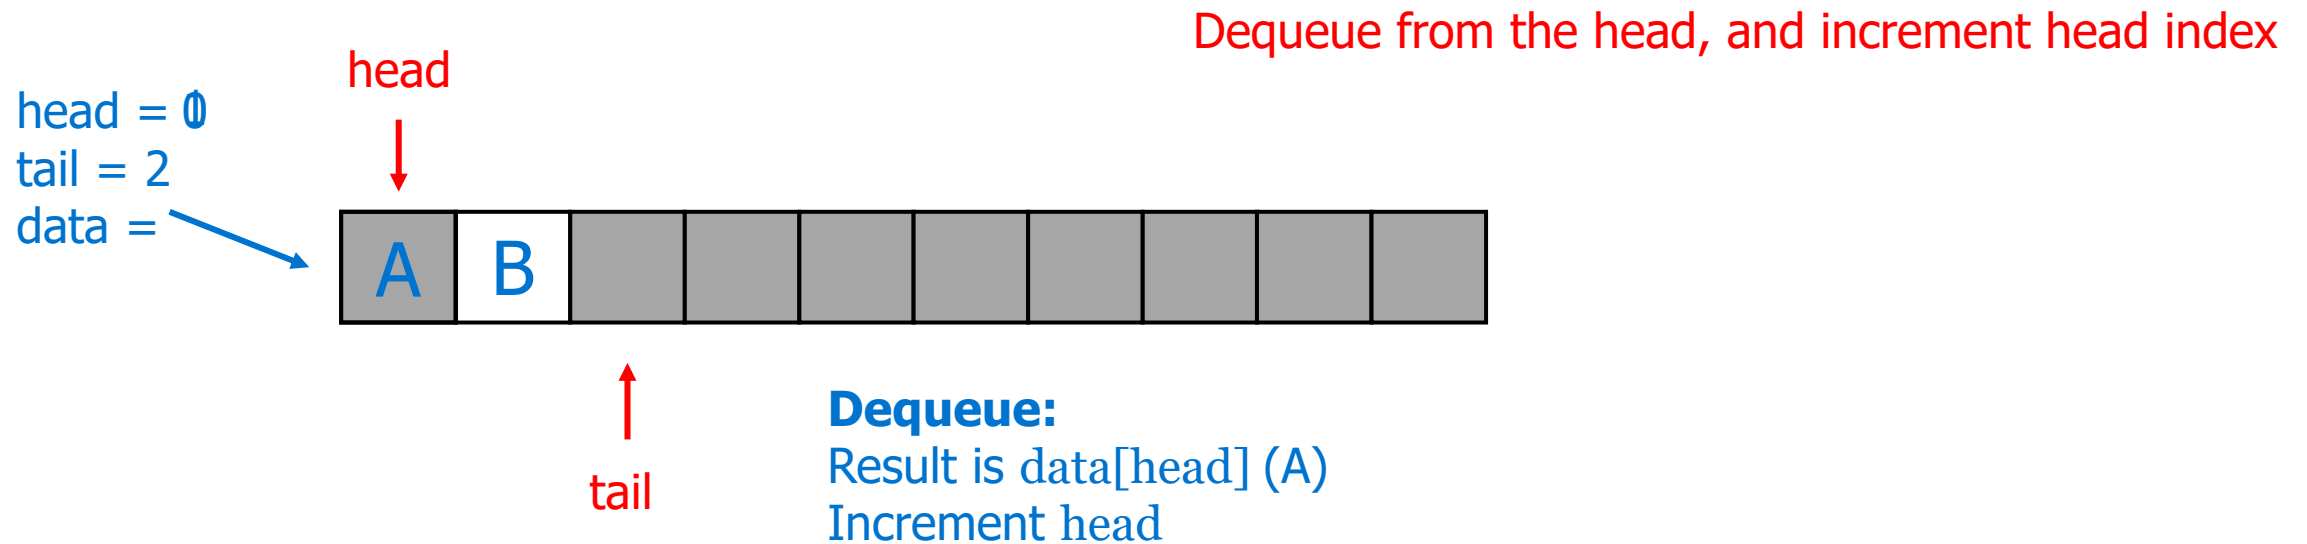 Dequeue from the head, and increment head index
head
head =
tail = 2
data =
A B
tail
Dequeue:
Result is data[head] (A)
Increment head